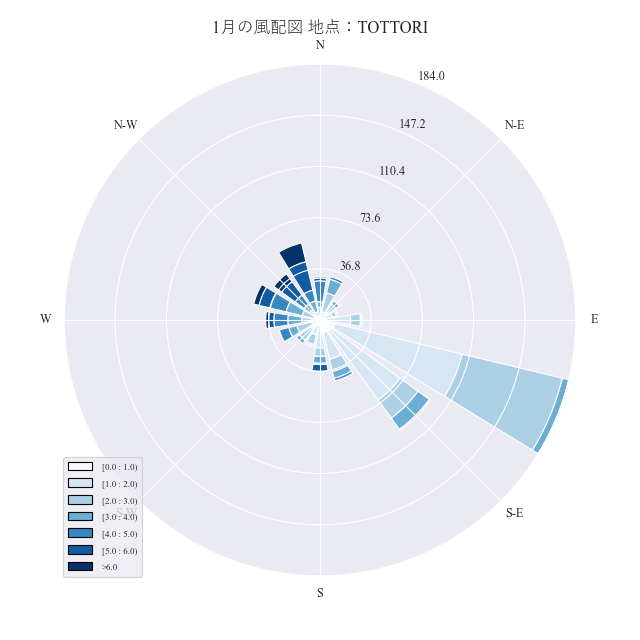 1月の風配図 地点：TOTTORI
N
184.0
N-W
N-E
147.2
110.4
73.6
36.8
W
E
S-W
S-E
S
[0.0 : 1.0)
[1.0 : 2.0)
[2.0 : 3.0)
[3.0 : 4.0)
[4.0 : 5.0)
[5.0 : 6.0)
>6.0